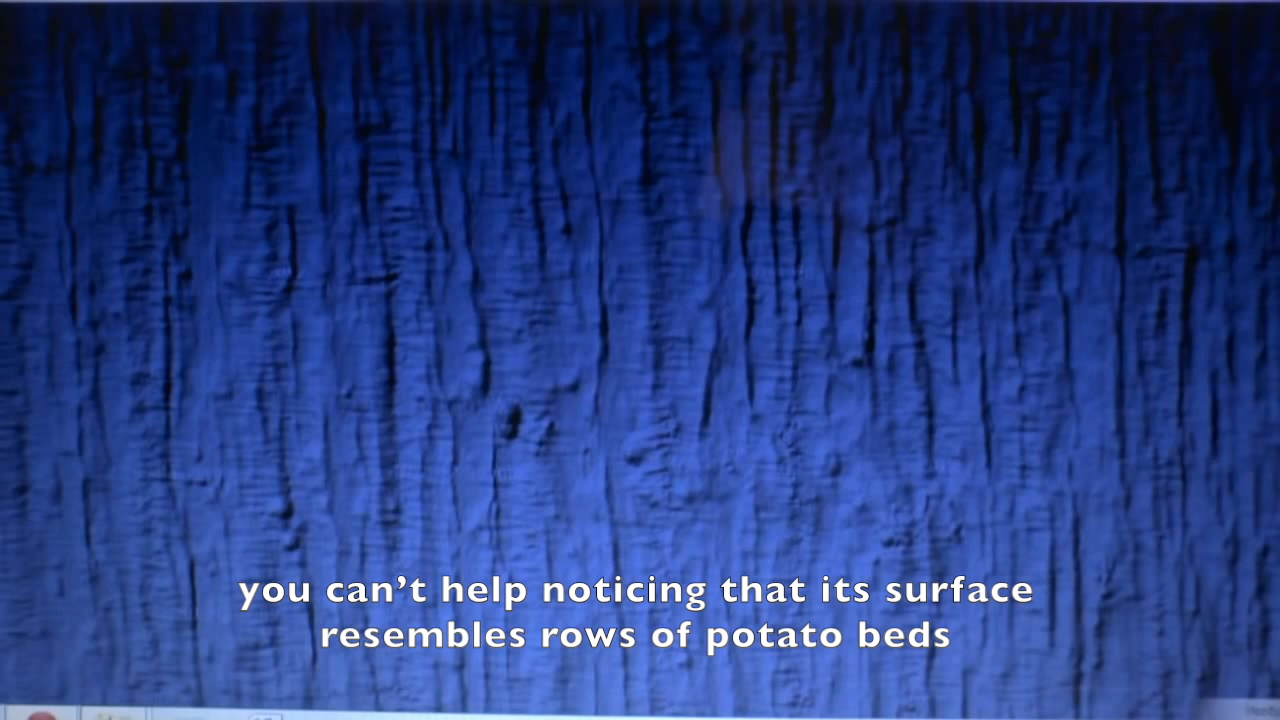 you can’t help noticing that its surface
resembles rows of potato beds